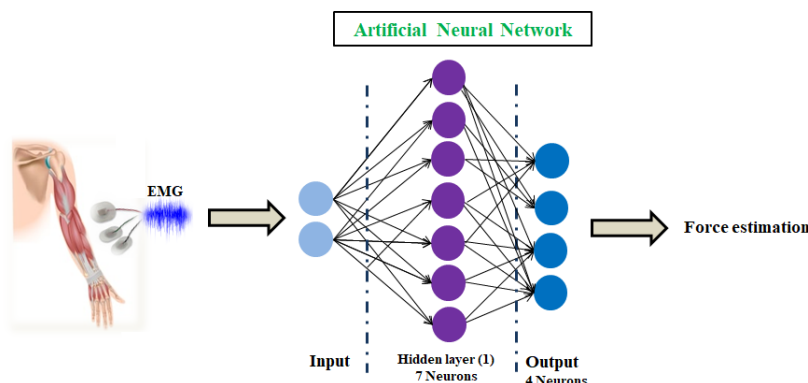 Artificial Neural Network
EMG
Force estimation
Input
Hidden layer (1)
7 Neurons
Output
4 Neurons